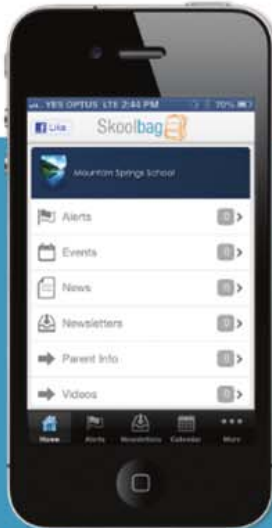 YES OPTUS LTE 2:44 PM 70%
Like Skoolbag
Mountain Springs School
Alerts 0
Events 0
News 0
Newsletters 0
Parent Info 0
Videos 0
Home Alerts Newsletters Calendar More